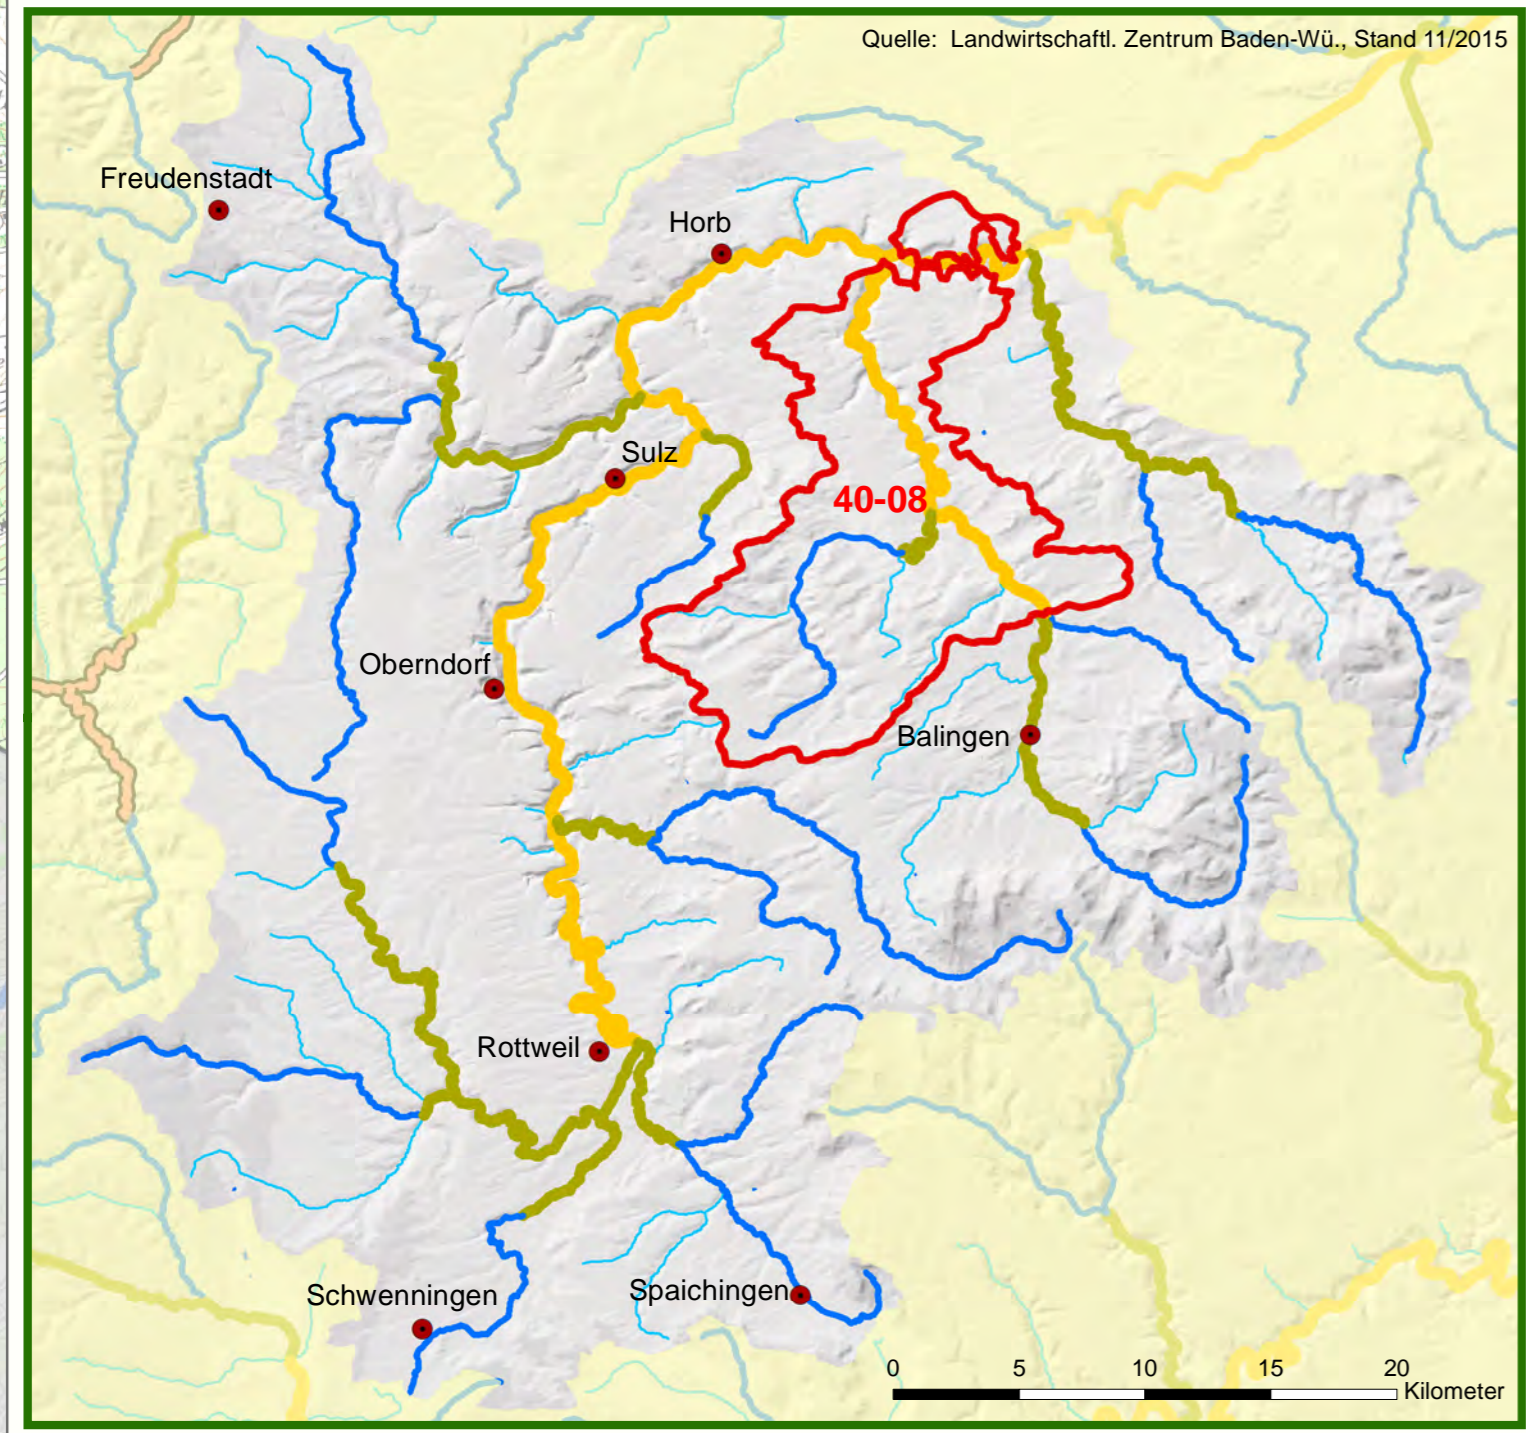 Quelle: Landwirtschaftl. Zentrum Baden-Wü., Stand 11/2015
Freudenstadt
Horb
Sulz
40-08
Oberndorf
Balingen
Rottweil
Schwenningen
Spaichingen
0 5 10 15 20
Kilometer